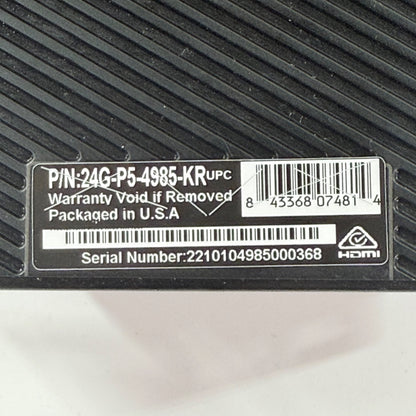 P/N:24G-P5-4985-KR UPC
Warranty Void if Removed
Packaged in U.S.A
8 43368 07481 4
Serial Number:2210104985000368
HDMI